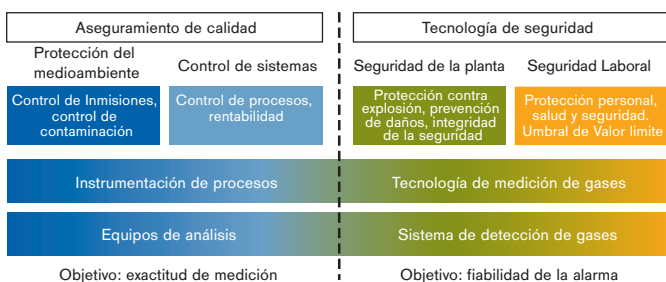 Aseguramiento de calidad
Tecnología de seguridad
Protección del
medioambiente
Control de sistemas
Seguridad de la planta
Seguridad Laboral
Control de Inmisiones,
control de
contaminación
Control de procesos,
rentabilidad
Protección contra
explosión, prevención
de daños, integridad
de la seguridad
Protección personal,
salud y seguridad.
Umbral de Valor limite
Instrumentación de procesos
Tecnología de medición de gases
Equipos de análisis
Sistema de detección de gases
Objetivo: exactitud de medición
Objetivo: fiabilidad de la alarma